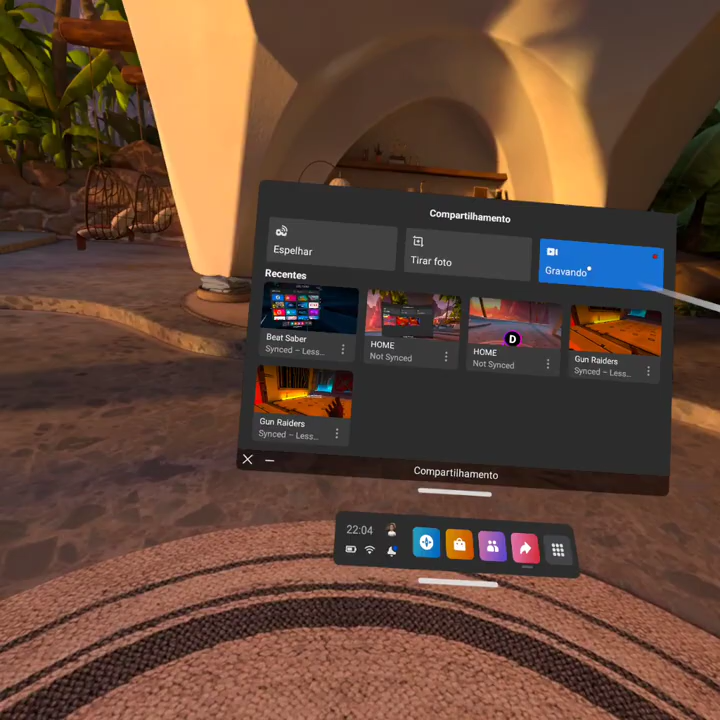 Compartilhamento
Espelhar
Tirar foto
Gravando
Recentes
Beat Saber
Synced – Less...
HOME
Not Synced
HOME
Not Synced
D
Gun Raiders
Synced – Less...
Gun Raiders
Synced – Less...
Compartilhamento
22:04